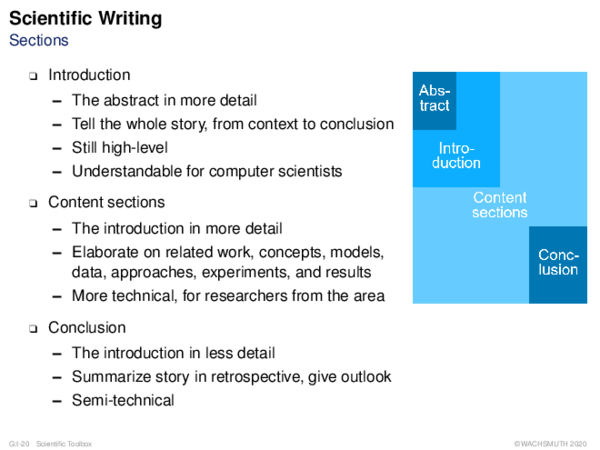 Scientific Writing
Sections
❑ Introduction
– The abstract in more detail
– Tell the whole story, from context to conclusion
– Still high-level
– Understandable for computer scientists
❑ Content sections
– The introduction in more detail
– Elaborate on related work, concepts, models,
data, approaches, experiments, and results
– More technical, for researchers from the area
❑ Conclusion
– The introduction in less detail
– Summarize story in retrospective, give outlook
– Semi-technical
Abs-
tract
Intro-
duction
Content
sections
Conc-
lusion
Scientific Toolbox
©WACHSMUTH 2020